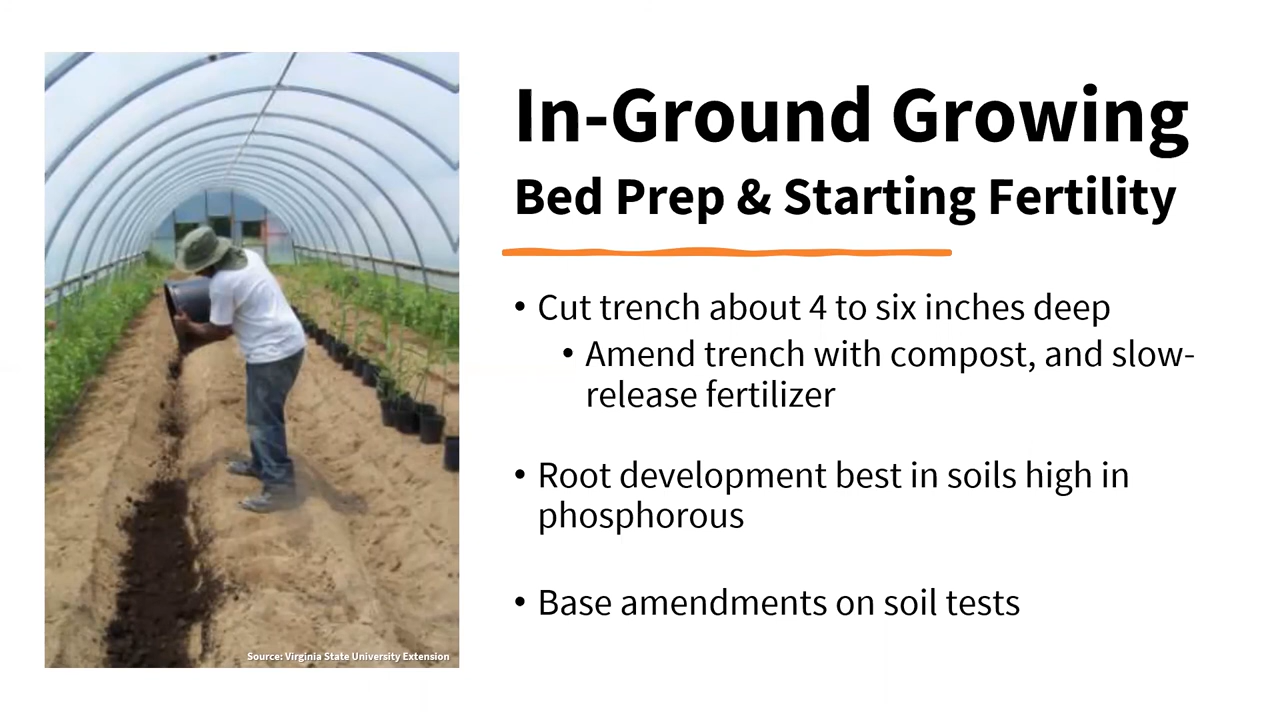 In-Ground Growing
Bed Prep & Starting Fertility
• Cut trench about 4 to six inches deep
• Amend trench with compost, and slow-
release fertilizer
• Root development best in soils high in
phosphorous
• Base amendments on soil tests
Source: Virginia State University Extension